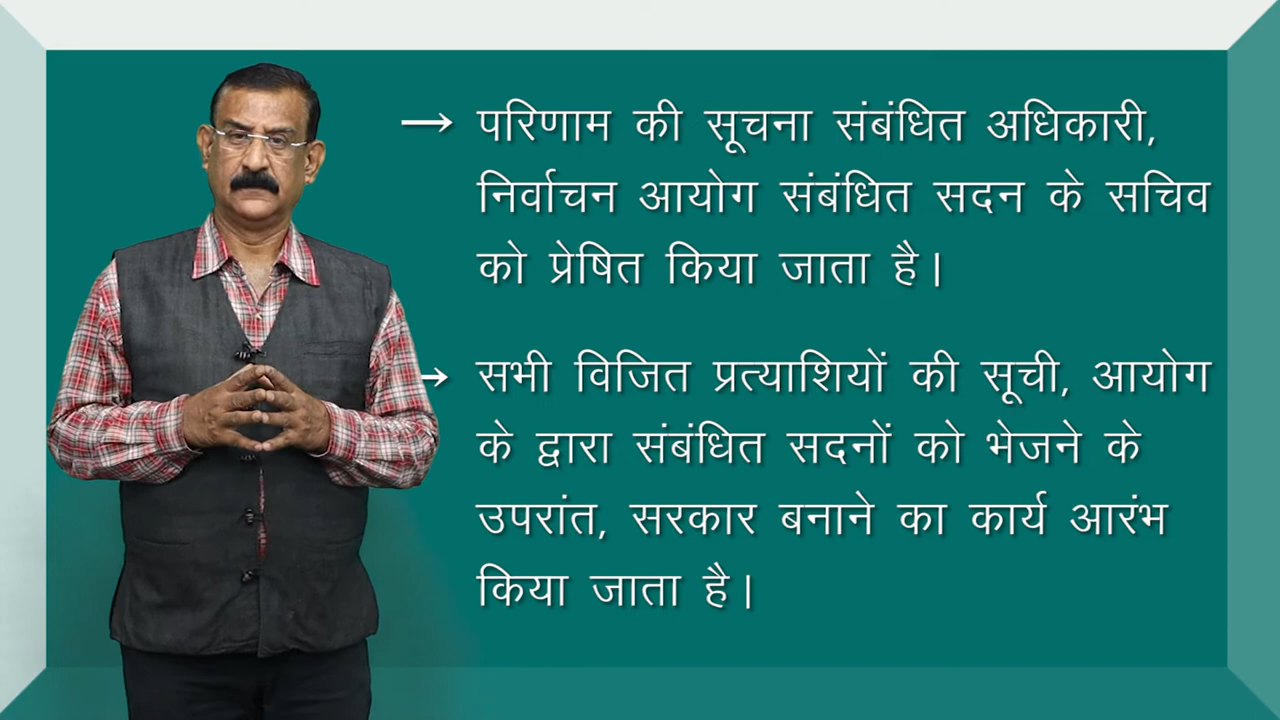 → परिणाम की सूचना संबंधित अधिकारी,
निर्वाचन आयोग संबंधित सदन के सचिव
को प्रेषित किया जाता है।
→ सभी विजित प्रत्याशियों की सूची, आयोग
के द्वारा संबंधित सदनों को भेजने के
उपरांत, सरकार बनाने का कार्य आरंभ
किया जाता है।